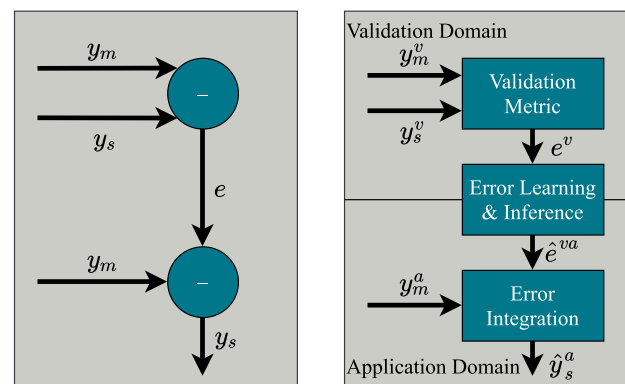 y_m
–
y_s
e
y_m
–
y_s
Validation Domain
y_m^v
Validation
Metric
y_s^v
e^v
Error Learning
& Inference
ê^{va}
y_m^a
Error
Integration
Application Domain
ŷ_s^a